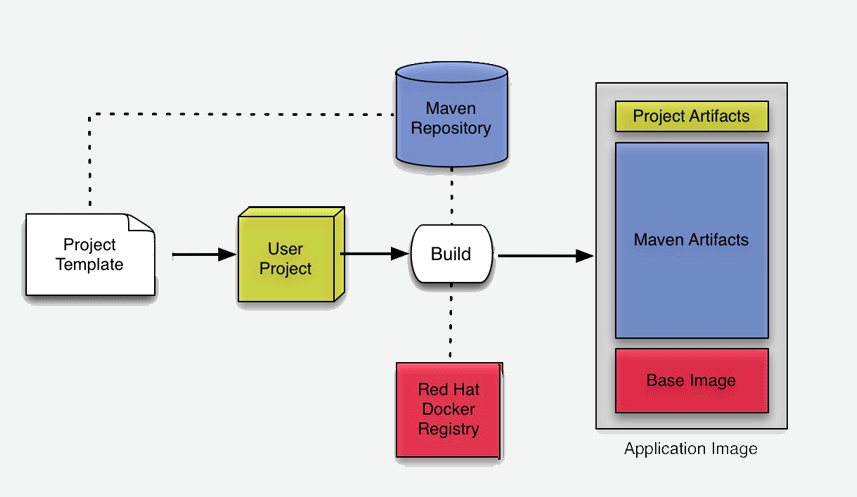 Maven
Repository
Project Artifacts
Maven Artifacts
Project
Template
User
Project
Build
Red Hat
Docker
Registry
Base Image
Application Image